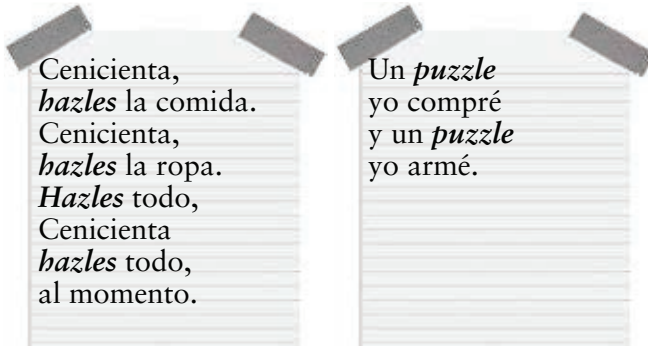 Cenicienta,
hazles la comida.
Cenicienta,
hazles la ropa.
Hazles todo,
Cenicienta
hazles todo,
al momento.
Un puzzle
yo compré
y un puzzle
yo armé.